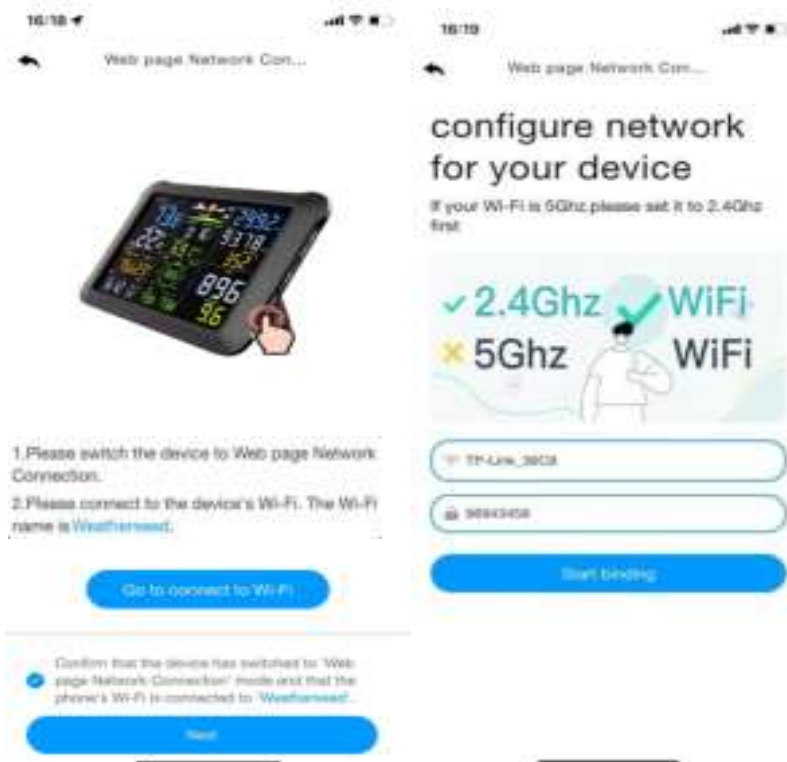 16:18
Web page Network Con...
1.Please switch the device to Web page Network
Connection.
2.Please connect to the device's Wi-Fi. The Wi-Fi
name is Weatherseed.
Go to connect to Wi-Fi
Confirm that the device has switched to 'Web
page Network Connection' mode and that the
phone's Wi-Fi is connected to 'Weatherseed'.
Next
16:19
Web page Network Con...
configure network
for your device
If your Wi-Fi is 5Ghz,please set it to 2.4Ghz
first
2.4Ghz WiFi
5Ghz WiFi
Start binding